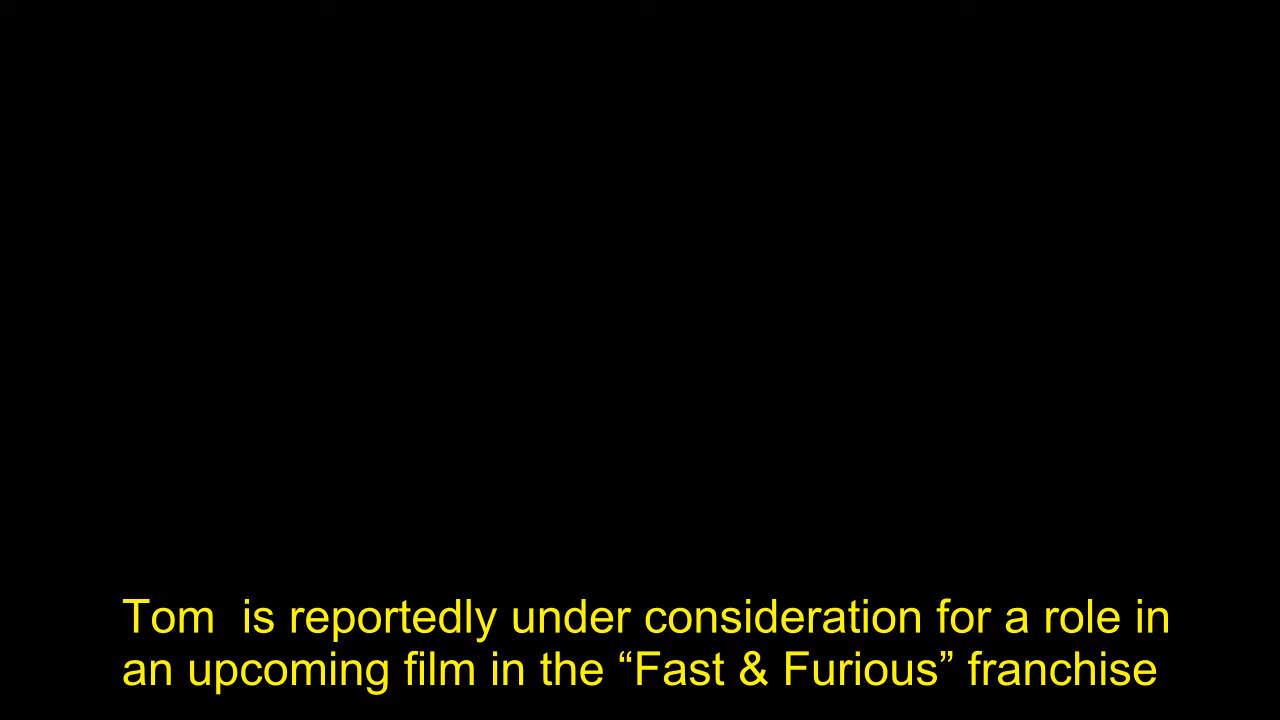 Tom  is reportedly under consideration for a role in
an upcoming film in the “Fast & Furious” franchise